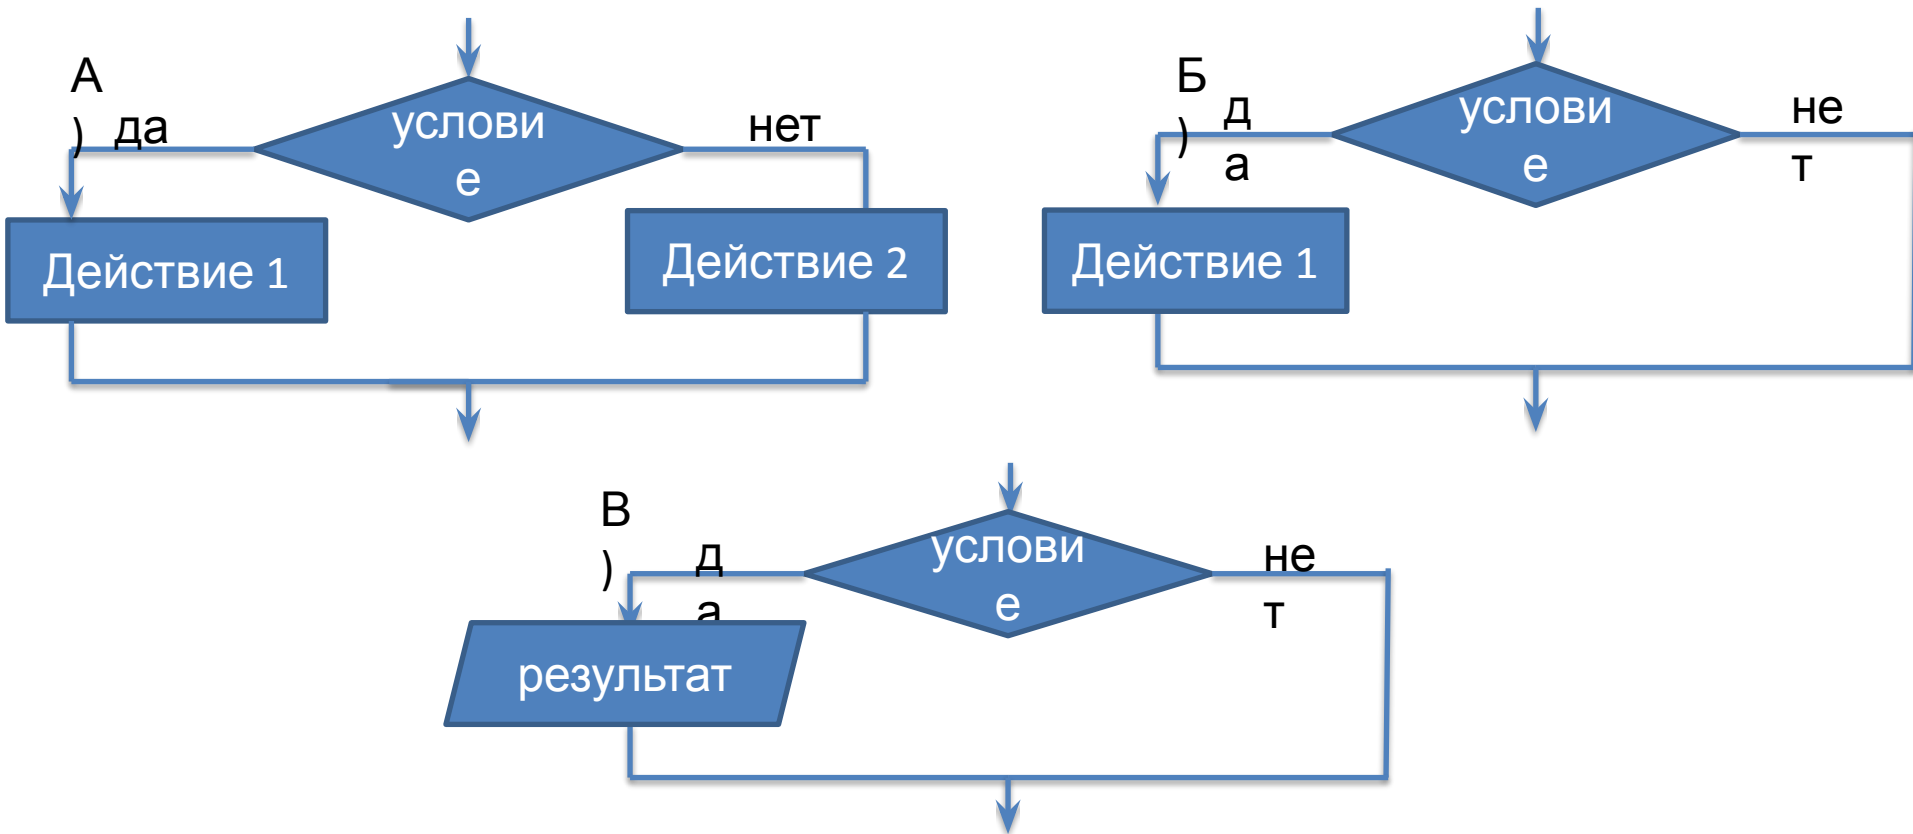 А
)
да
услови
е
нет
Действие 1
Действие 2
Б
)
д
а
услови
е
не
т
Действие 1
В
)
д
а
услови
е
не
т
результат